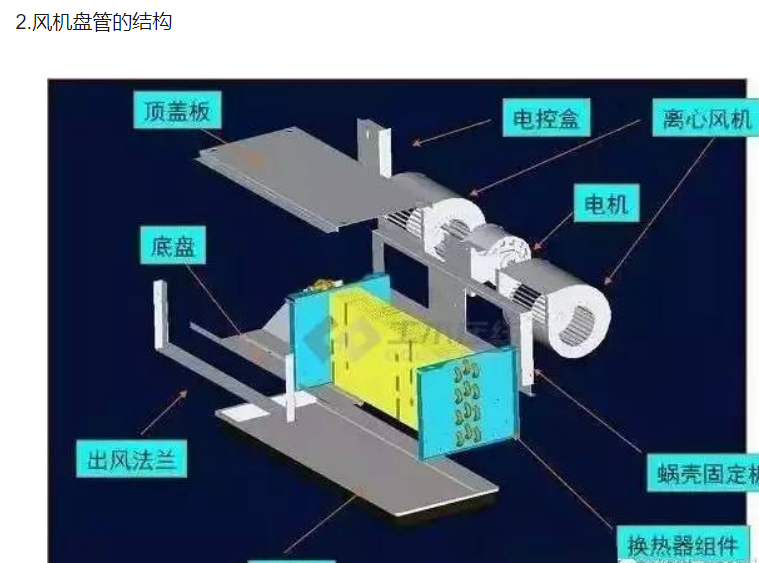 2.风机盘管的结构
顶盖板
电控盒
离心风机
电机
底盘
出风法兰
蜗壳固定板
换热器组件